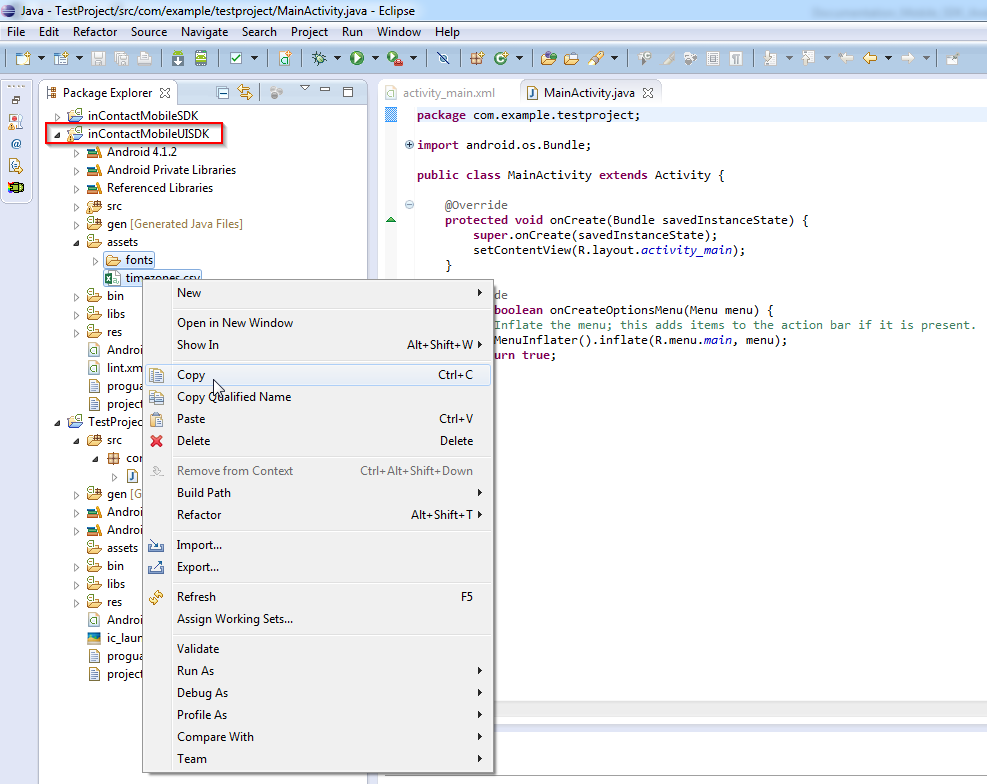 Java - TestProject/src/com/example/testproject/MainActivity.java - Eclipse
File Edit Refactor Source Navigate Search Project Run Window Help
Package Explorer
inContactMobileSDK
inContactMobileUISDK
Android 4.1.2
Android Private Libraries
Referenced Libraries
src
gen [Generated Java Files]
assets
fonts
timezones.csv
bin
libs
res
Androi
lint.xm
progua
project
TestProjec
src
con
J
gen [G
Androi
Androi
assets
bin
libs
res
Androi
ic_laun
progua
project
New
Open in New Window
Show In Alt+Shift+W
Copy Ctrl+C
Copy Qualified Name
Paste Ctrl+V
Delete Delete
Remove from Context Ctrl+Alt+Shift+Down
Build Path
Refactor Alt+Shift+T
Import...
Export...
Refresh F5
Assign Working Sets...
Validate
Run As
Debug As
Profile As
Compare With
Team
activity_main.xml MainActivity.java
package com.example.testproject;
import android.os.Bundle;
public class MainActivity extends Activity {
@Override
protected void onCreate(Bundle savedInstanceState) {
super.onCreate(savedInstanceState);
setContentView(R.layout.activity_main);
}
de
boolean onCreateOptionsMenu(Menu menu) {
Inflate the menu; this adds items to the action bar if it is present.
MenuInflater().inflate(R.menu.main, menu);
urn true;